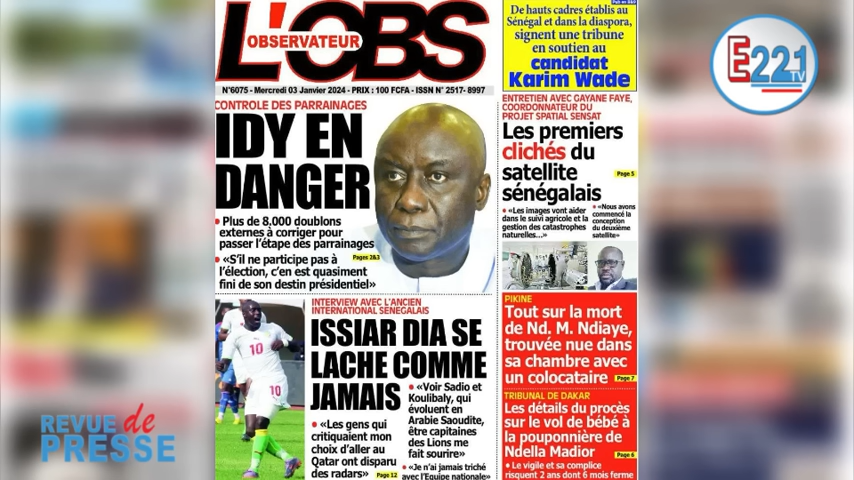 L'OBS
OBSERVATEUR
N°6075 - Mercredi 03 Janvier 2024 - PRIX : 100 FCFA - ISSN N° 2517- 8997
De hauts cadres établis au
Sénégal et dans la diaspora,
signent une tribune
en soutien au
candidat
Karim Wade
E221
TV
CONTROLE DES PARRAINAGES
IDY EN
DANGER
• Plus de 8.000 doublons
externes à corriger pour
passer l'étape des parrainages
Pages 2&3
• «S'il ne participe pas à
l'élection, c'en est quasiment
fini de son destin présidentiel»
ENTRETIEN AVEC GAYANE FAYE,
COORDONNATEUR DU
PROJET SPATIAL SENSAT
Les premiers
clichés du
satellite
sénégalais
Page 5
• «Les images vont aider
dans le suivi agricole et la
gestion des catastrophes
naturelles...»
• «Nous avons
commencé la
conception
du deuxième
satellite»
INTERVIEW AVEC L'ANCIEN
INTERNATIONAL SENEGALAIS
ISSIAR DIA SE
LACHE COMME
JAMAIS
10
10
• «Les gens qui
critiquaient mon
choix d'aller au
Qatar ont disparu
des radars»
Page 12
• «Voir Sadio et
Koulibaly, qui
évoluent en
Arabie Saoudite,
être capitaines
des Lions me
fait sourire»
• «Je n'ai jamais triché
avec l'Equipe nationale»
PIKINE
Tout sur la mort
de Nd. M. Ndiaye,
trouvée nue dans
sa chambre avec
un colocataire
Page 7
TRIBUNAL DE DAKAR
Les détails du procès
sur le vol de bébé à
la pouponnière de
Ndella Madior
Page 6
• Le vigile et sa complice
risquent 2 ans dont 6 mois ferme
REVUE de
PRESSE